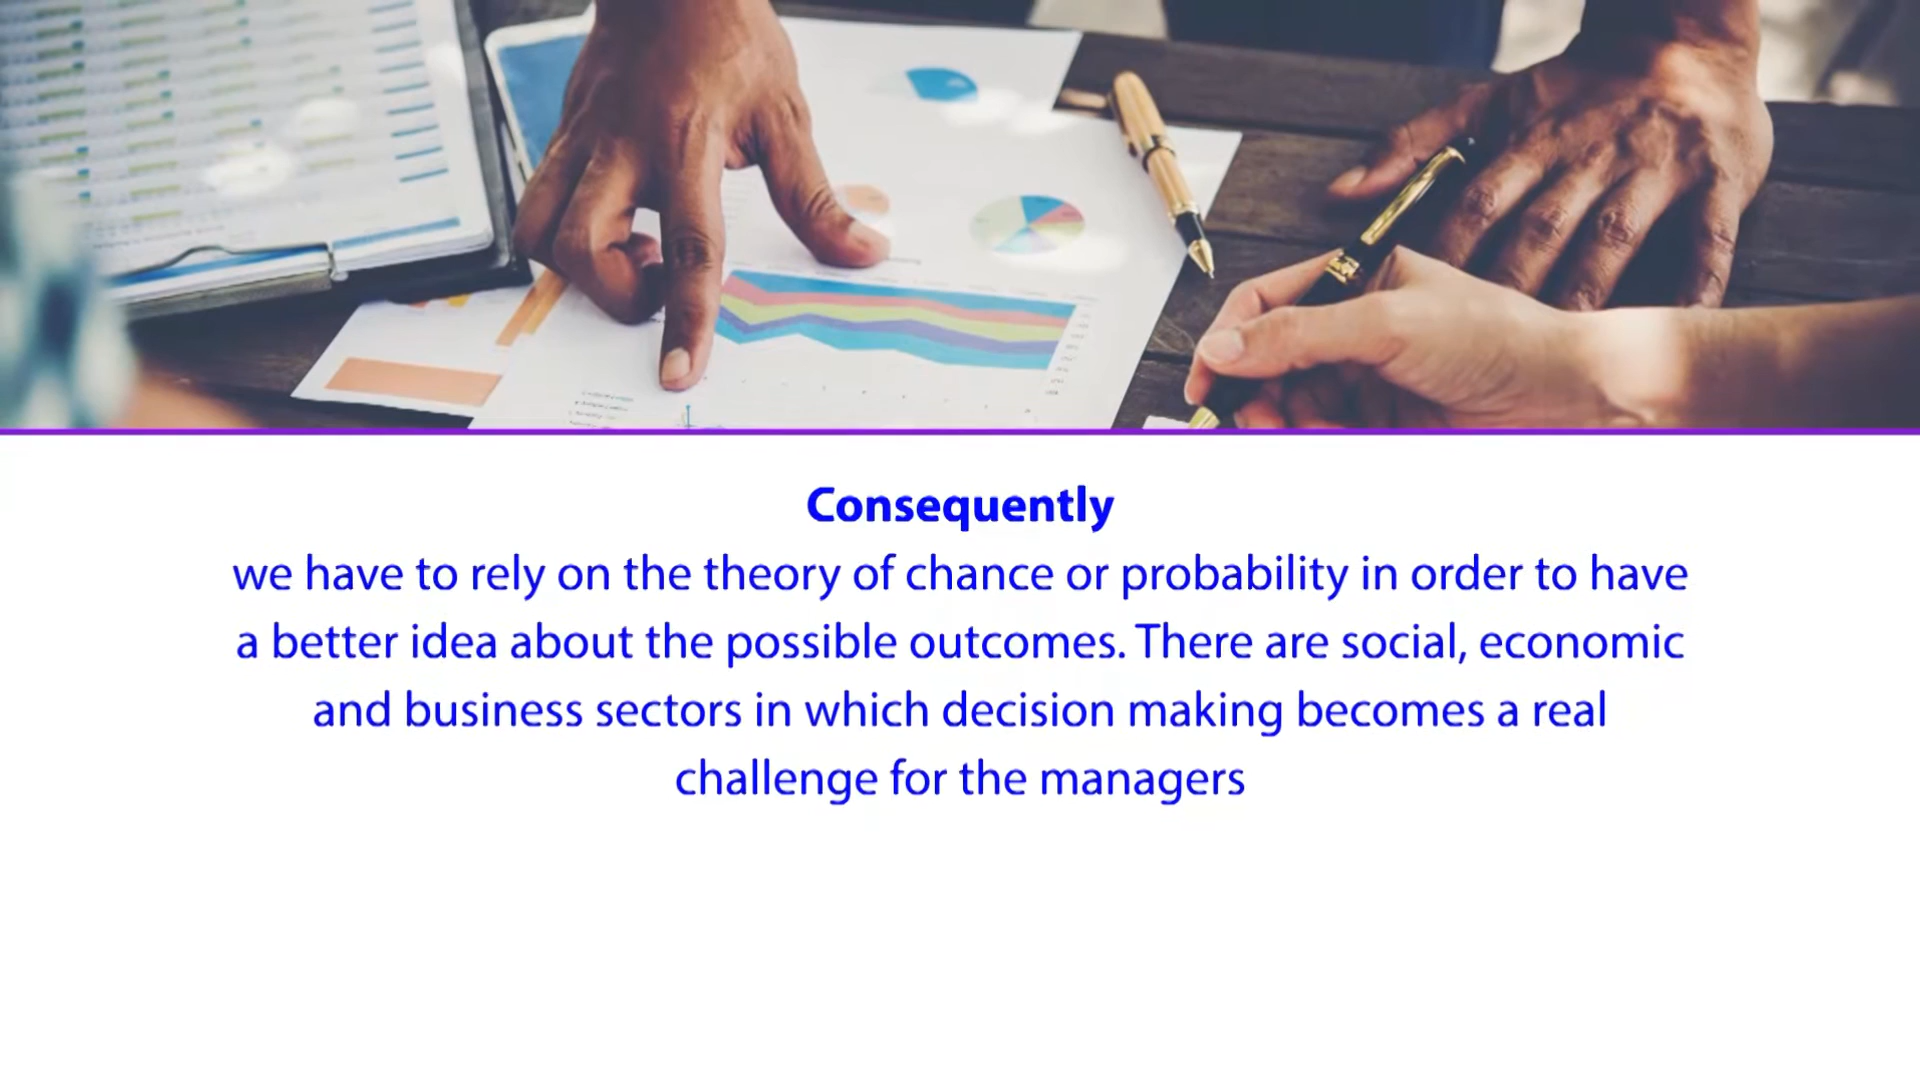 Consequently
we have to rely on the theory of chance or probability in order to have
a better idea about the possible outcomes. There are social, economic
and business sectors in which decision making becomes a real
challenge for the managers